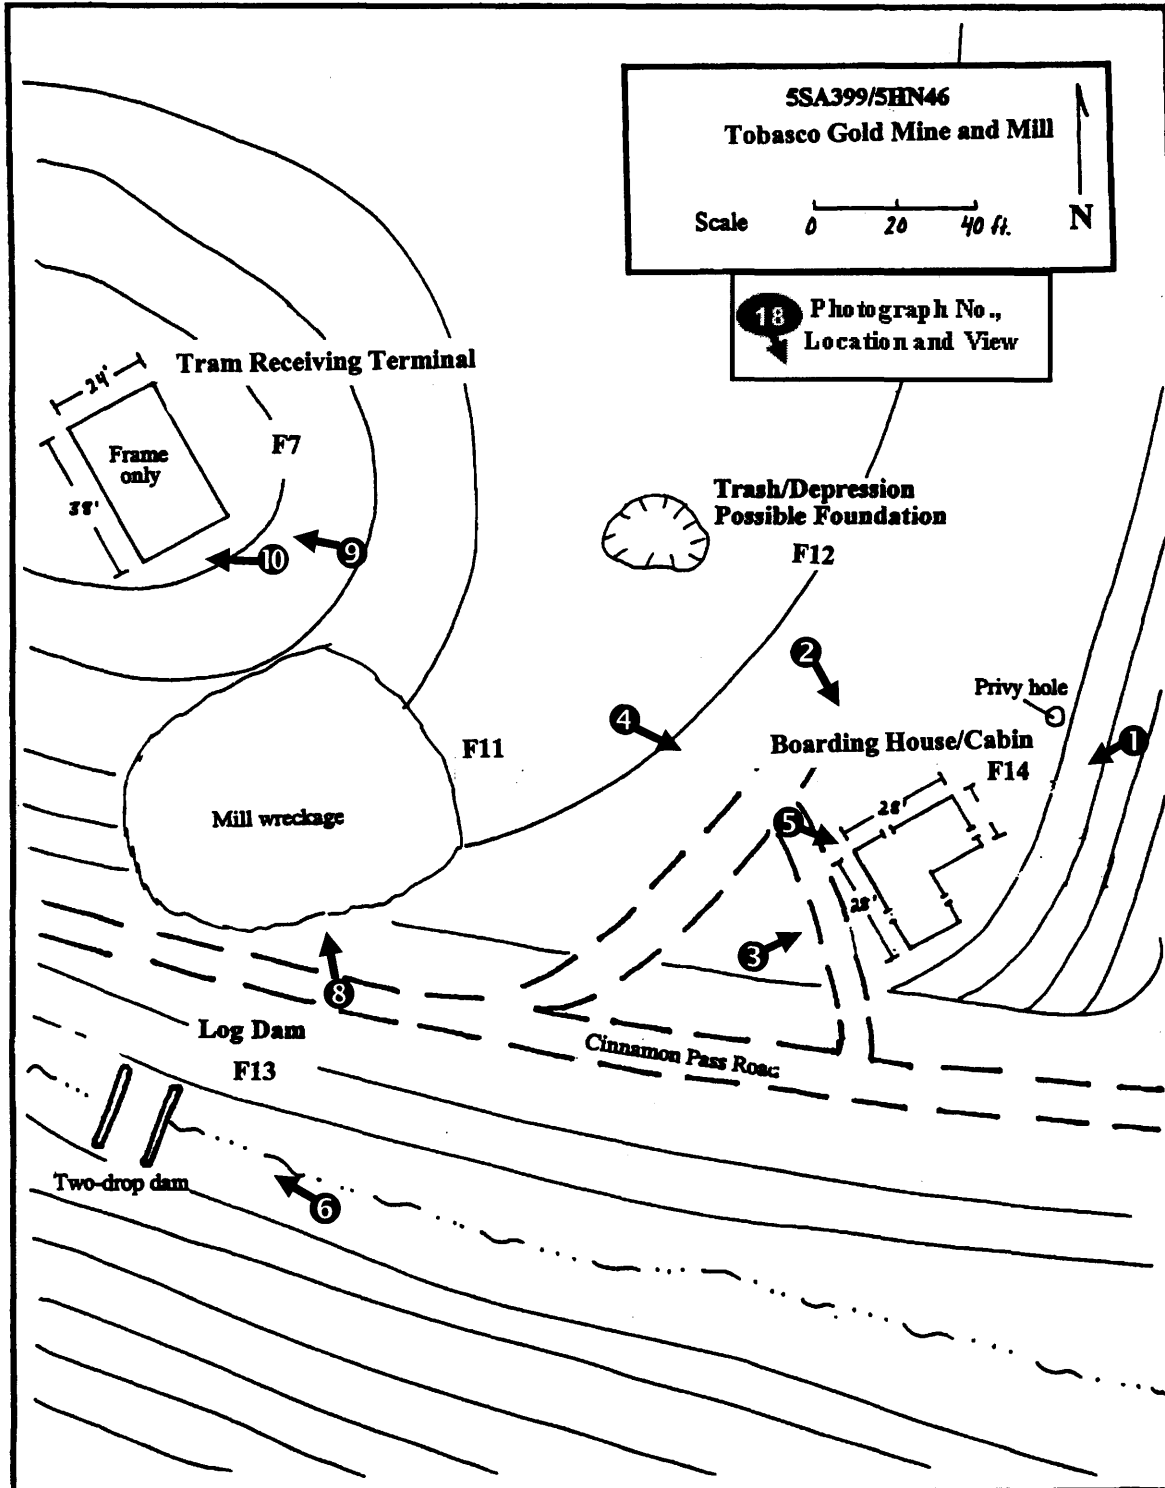 5SA399/5HN46
Tobasco Gold Mine and Mill
Scale
0 20 40 ft.
N
18
Photograph No.,
Location and View
Tram Receiving Terminal
24'
Frame
only
38'
F7
10
9
Trash/Depression
Possible Foundation
F12
2
Privy hole
4
1
F11
Boarding House/Cabin
F14
Mill wreckage
28'
5
28'
3
8
Log Dam
F13
Cinnamon Pass Road
Two-drop dam
6